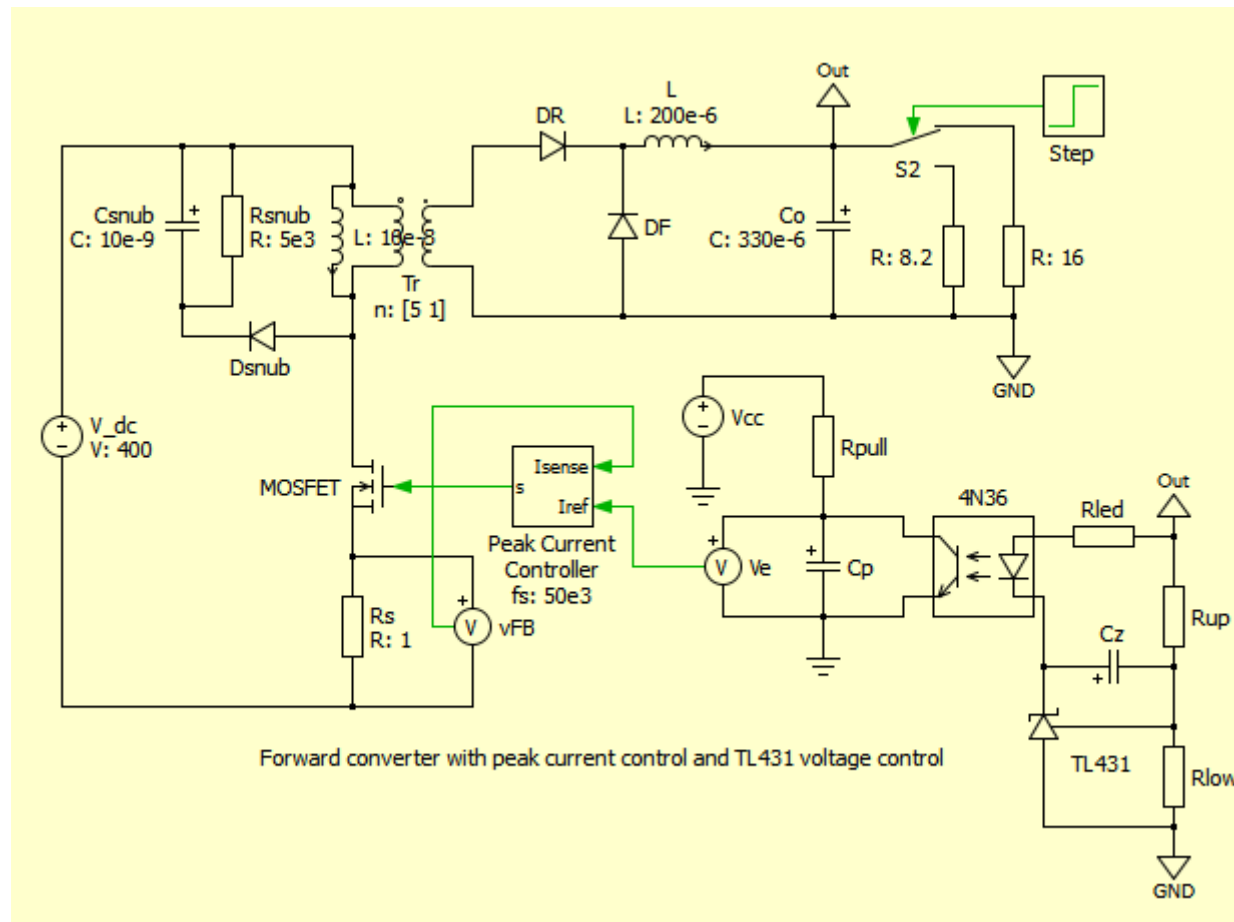 Out
L
L: 200e-6
DR
Step
S2
Csnub
C: 10e-9
Rsnub
R: 5e3
L: 10e-3
Co
C: 330e-6
DF
R: 8.2
R: 16
Tr
n: [5 1]
Dsnub
GND
V_dc
V: 400
Vcc
Rpull
MOSFET
Isense
s
Iref
Peak Current
Controller
fs: 50e3
4N36
Out
Rled
V
Ve
Cp
Rs
R: 1
V
vFB
Cz
Rup
TL431
Rlow
Forward converter with peak current control and TL431 voltage control
GND